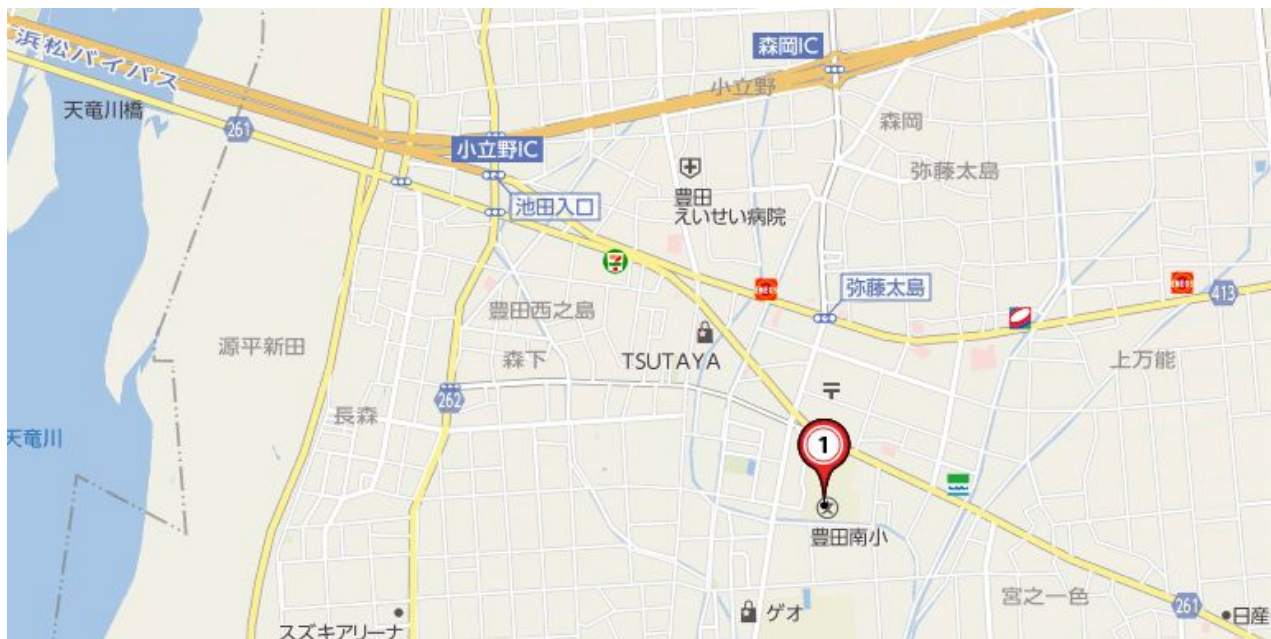 浜松バイパス
森岡IC
小立野
天竜川橋
261
森岡
小立野IC
弥藤太島
豊田
えいせい病院
池田入口
7
ENEOS
弥藤太島
ENEOS
413
豊田西之島
源平新田
森下
TSUTAYA
上万能
262
〒
長森
天竜川
1
文
豊田南小
宮之一色
261
ゲオ
日産
スズキアリーナ